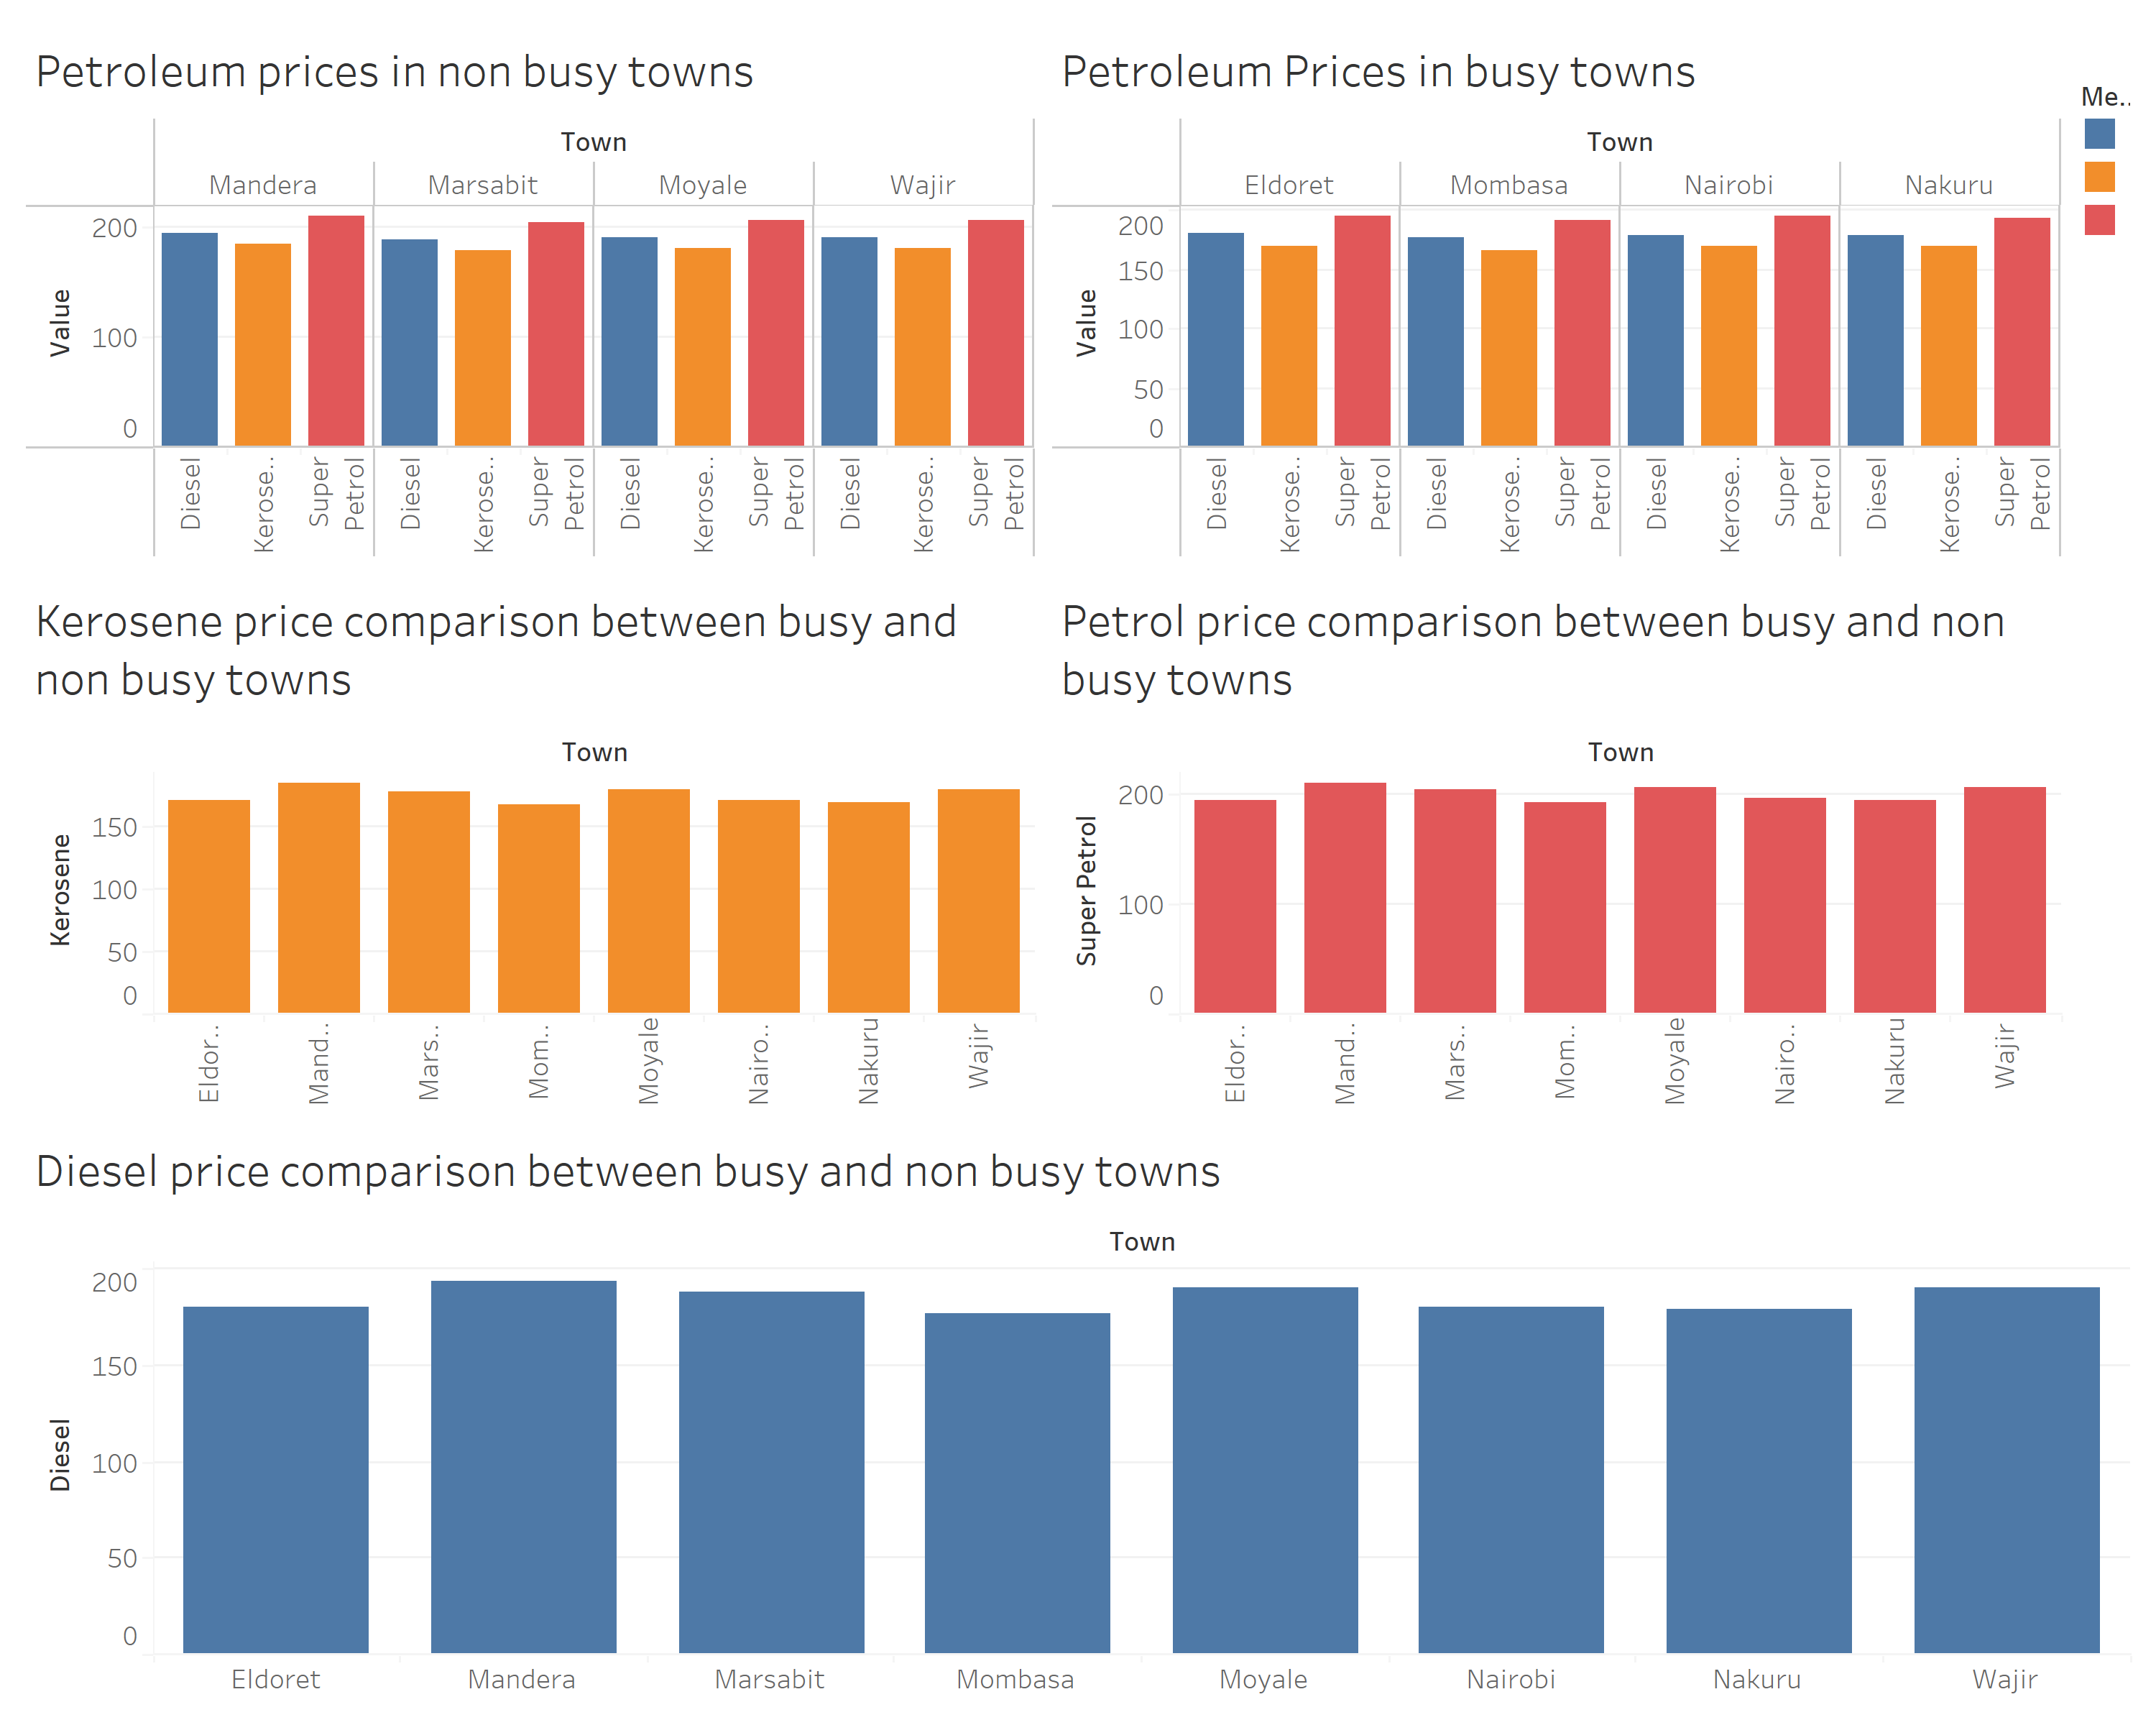 Petroleum prices in non busy towns
Town
Mandera Marsabit Moyale Wajir
Value
200
100
0
Diesel Kerose.. Super Petrol Diesel Kerose.. Super Petrol Diesel Kerose.. Super Petrol Diesel Kerose.. Super Petrol
Petroleum Prices in busy towns
Town
Eldoret Mombasa Nairobi Nakuru
Value
200
150
100
50
0
Diesel Kerose.. Super Petrol Diesel Kerose.. Super Petrol Diesel Kerose.. Super Petrol Diesel Kerose.. Super Petrol
Me..
Kerosene price comparison between busy and
non busy towns
Town
Kerosene
150
100
50
0
Eldor.. Mand.. Mars.. Mom.. Moyale Nairo.. Nakuru Wajir
Petrol price comparison between busy and non
busy towns
Town
Super Petrol
200
100
0
Eldor.. Mand.. Mars.. Mom.. Moyale Nairo.. Nakuru Wajir
Diesel price comparison between busy and non busy towns
Town
Diesel
200
150
100
50
0
Eldoret Mandera Marsabit Mombasa Moyale Nairobi Nakuru Wajir